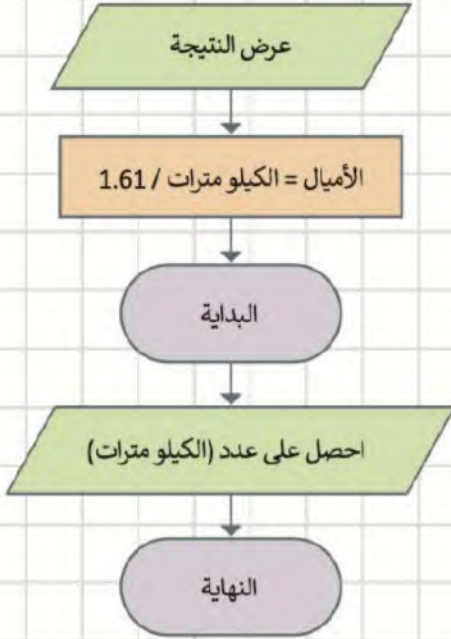 عرض النتيجة
الأميال = الكيلو مترات / 1.61
البداية
احصل على عدد (الكيلو مترات)
النهاية